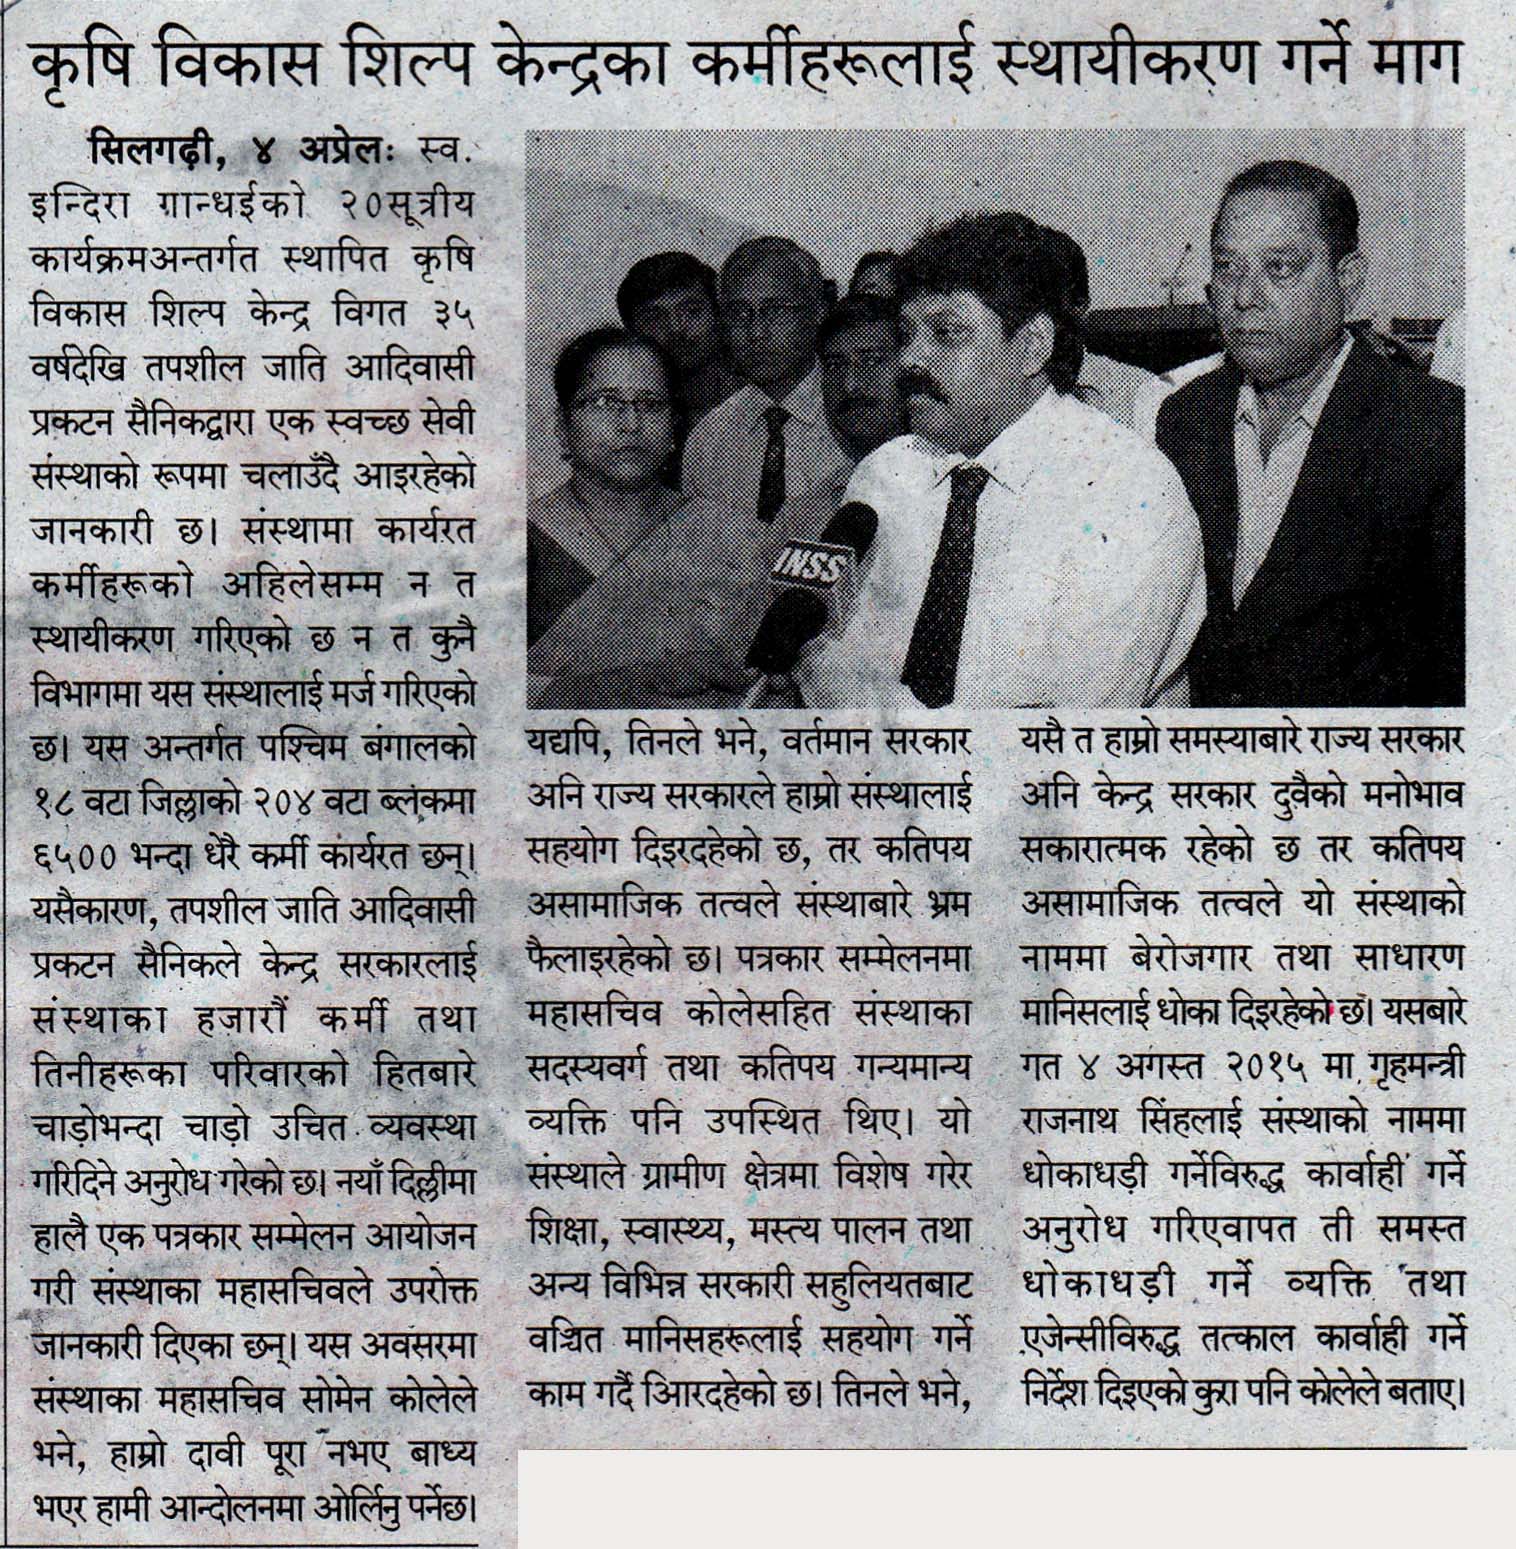 कृषि विकास शिल्प केन्द्रका कर्मीहरूलाई स्थायीकरण गर्ने माग
सिलगढ़ी, ४ अप्रेलः स्व.
इन्दिरा गान्धईको २०सूत्रीय
कार्यक्रमअन्तर्गत स्थापित कृषि
विकास शिल्प केन्द्र विगत ३५
वर्षदेखि तपशील जाति आदिवासी
प्रकटन सैनिकद्वारा एक स्वच्छ सेवी
संस्थाको रूपमा चलाउँदै आइरहेको
जानकारी छ। संस्थामा कार्यरत
कर्मीहरूको अहिलेसम्म न त
स्थायीकरण गरिएको छ न त कुनै
विभागमा यस संस्थालाई मर्ज गरिएको
छ। यस अन्तर्गत पश्चिम बंगालको
१८ वटा जिल्लाको २०४ वटा ब्लकमा
६५०० भन्दा धेरै कर्मी कार्यरत छन्।
यसैकारण, तपशील जाति आदिवासी
प्रकटन सैनिकले केन्द्र सरकारलाई
संस्थाका हजारौं कर्मी तथा
तिनीहरूका परिवारको हितबारे
चाड़ोभन्दा चाड़ो उचित व्यवस्था
गरिदिने अनुरोध गरेको छ। नयाँ दिल्लीमा
हालै एक पत्रकार सम्मेलन आयोजन
गरी संस्थाका महासचिवले उपरोक्त
जानकारी दिएका छन्। यस अवसरमा
संस्थाका महासचिव सोमेन कोलेले
भने, हाम्रो दावी पूरा नभए बाध्य
भएर हामी आन्दोलनमा ओर्लिनु पर्नेछ।
INSS
यद्यपि, तिनले भने, वर्तमान सरकार
अनि राज्य सरकारले हाम्रो संस्थालाई
सहयोग दिइरदहेको छ, तर कतिपय
असामाजिक तत्वले संस्थाबारे भ्रम
फैलाइरहेको छ। पत्रकार सम्मेलनमा
महासचिव कोलेसहित संस्थाका
सदस्यवर्ग तथा कतिपय गन्यमान्य
व्यक्ति पनि उपस्थित थिए। यो
संस्थाले ग्रामीण क्षेत्रमा विशेष गरेर
शिक्षा, स्वास्थ्य, मस्त्य पालन तथा
अन्य विभिन्न सरकारी सहुलियतबाट
वञ्चित मानिसहरूलाई सहयोग गर्ने
काम गर्दै आिरदहेको छ। तिनले भने,
यसै त हाम्रो समस्याबारे राज्य सरकार
अनि केन्द्र सरकार दुवैको मनोभाव
सकारात्मक रहेको छ तर कतिपय
असामाजिक तत्वले यो संस्थाको
नाममा बेरोजगार तथा साधारण
मानिसलाई धोका दिइरहेको छ। यसबारे
गत ४ अगस्त २०१५ मा गृहमन्त्री
राजनाथ सिंहलाई संस्थाको नाममा
धोकाधड़ी गर्नेविरुद्ध कार्वाही गर्ने
अनुरोध गरिएवापत ती समस्त
धोकाधड़ी गर्ने व्यक्ति तथा
एजेन्सीविरुद्ध तत्काल कार्वाही गर्ने
निर्देश दिइएको कुरा पनि कोलेले बताए।